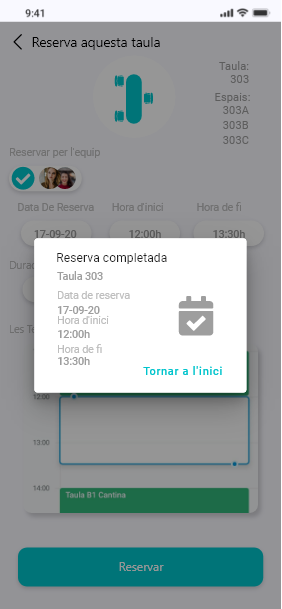 9:41
Reserva aquesta taula
Taula:
303
Espais:
303A
303B
303C
Reservar per l'equip
Data De Reserva
Hora d'inici
Hora de fi
17-09-20
12:00h
13:30h
Reserva completada
Taula 303
Data de reserva
17-09-20
Hora d'inici
12:00h
Hora de fi
13:30h
Tornar a l'inici
Les
12:00
13:00
14:00
Taula B1 Cantina
Reservar